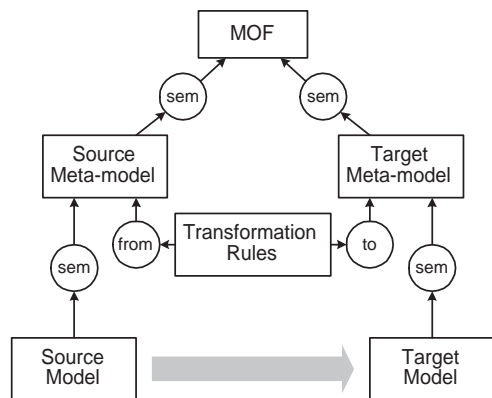 MOF
sem
sem
Source
Meta-model
Target
Meta-model
from
Transformation
Rules
to
sem
sem
Source
Model
Target
Model